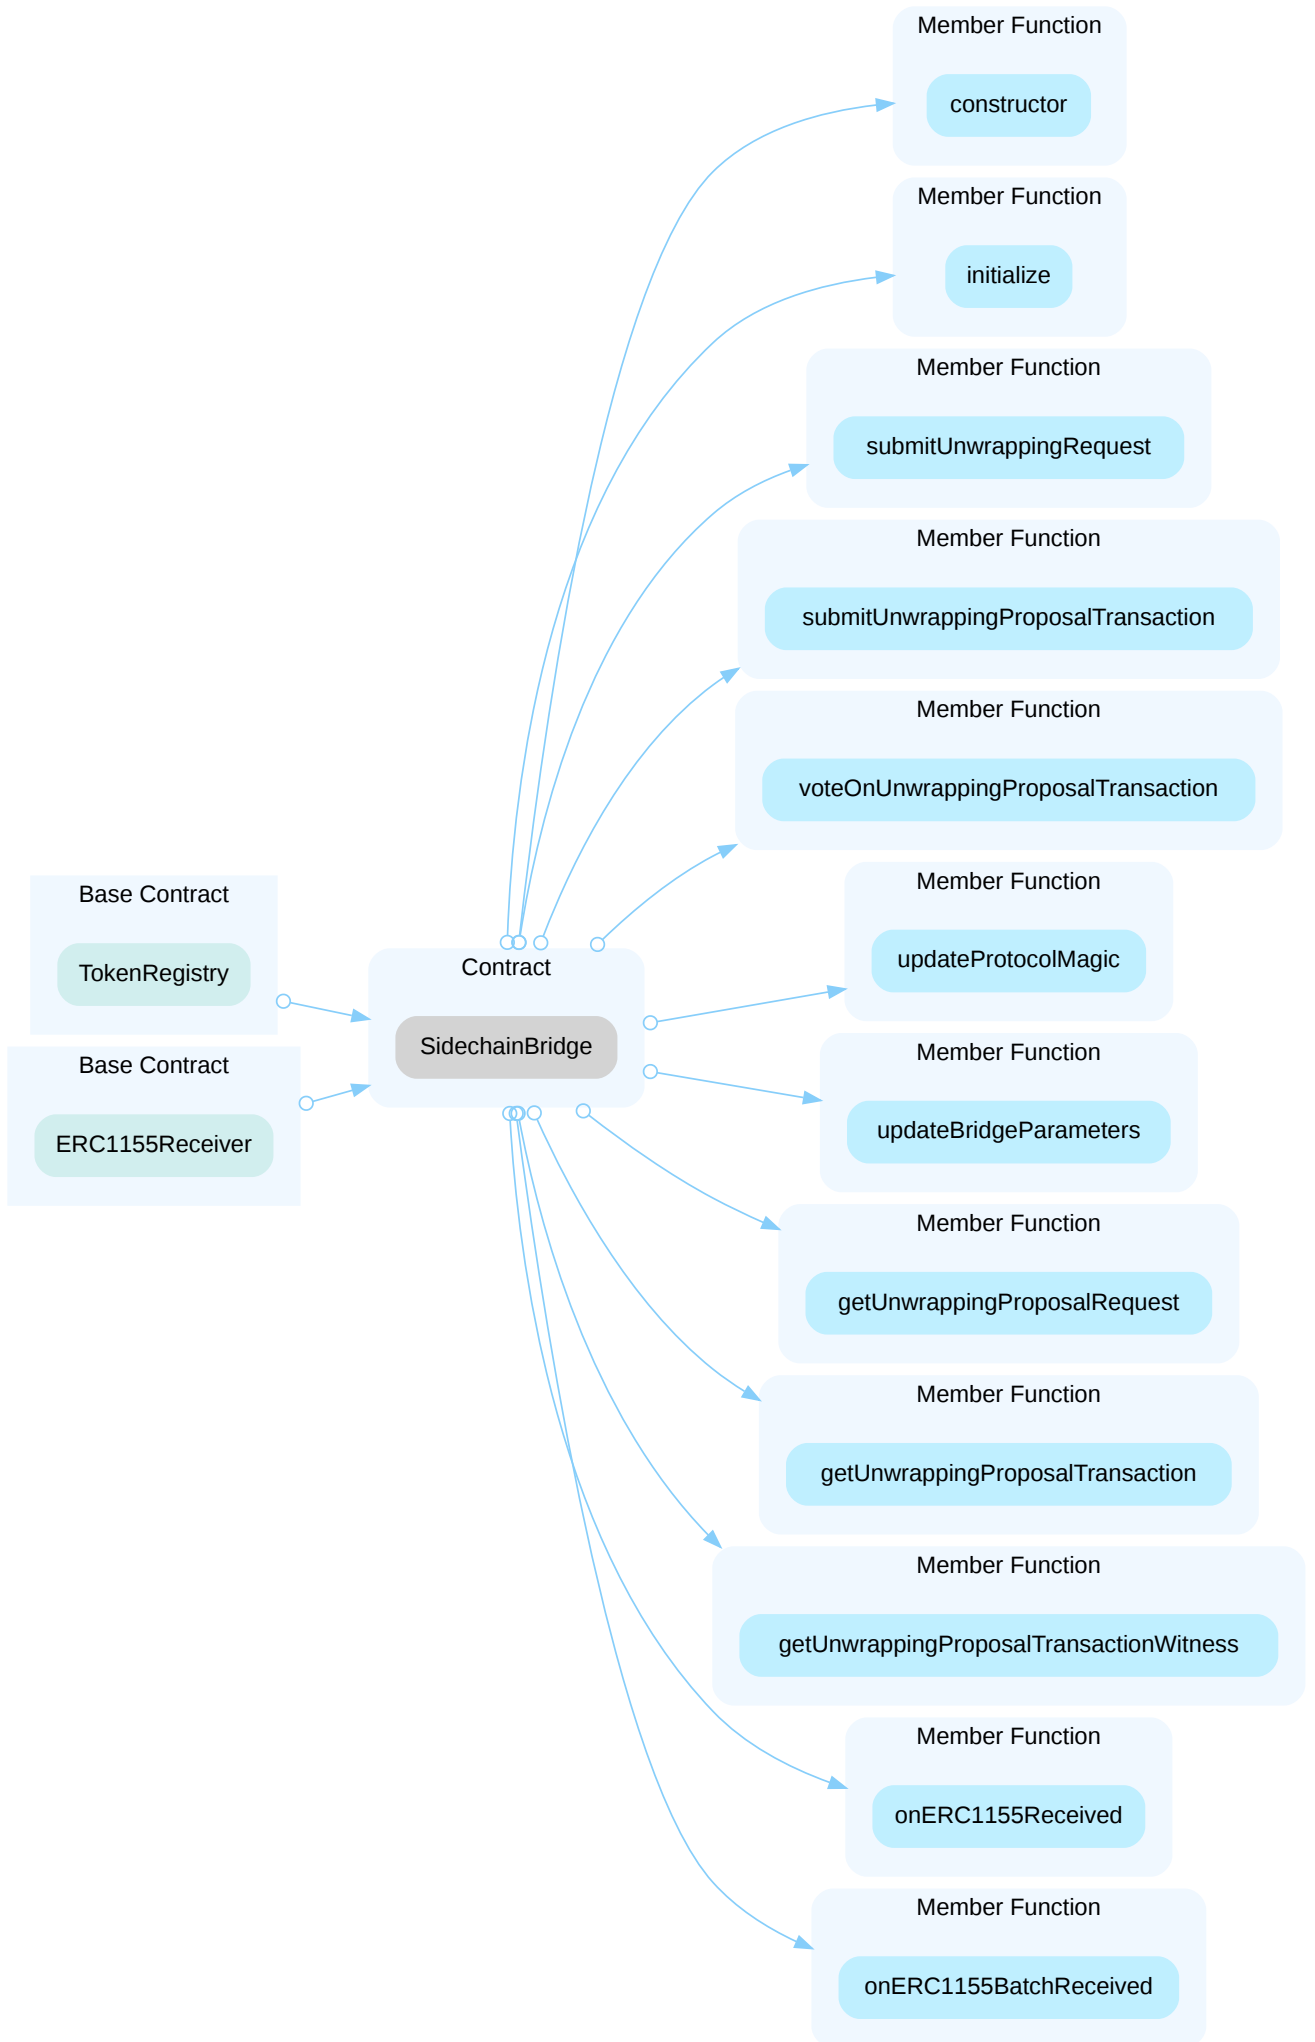 Member Function
constructor
Member Function
initialize
Member Function
submitUnwrappingRequest
Member Function
submitUnwrappingProposalTransaction
Member Function
voteOnUnwrappingProposalTransaction
Member Function
updateProtocolMagic
Base Contract
TokenRegistry
Contract
SidechainBridge
Base Contract
ERC1155Receiver
Member Function
updateBridgeParameters
Member Function
getUnwrappingProposalRequest
Member Function
getUnwrappingProposalTransaction
Member Function
getUnwrappingProposalTransactionWitness
Member Function
onERC1155Received
Member Function
onERC1155BatchReceived